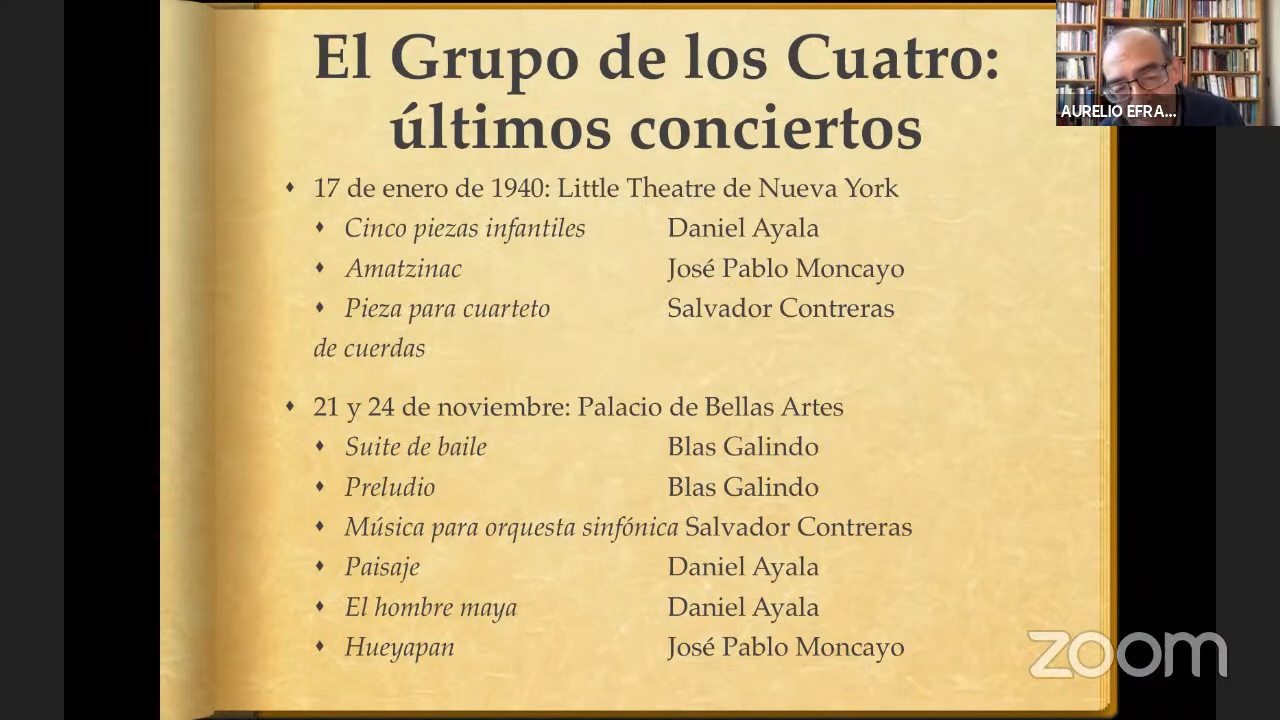 El Grupo de los Cuatro:
últimos conciertos
AURELIO EFRA...
17 de enero de 1940: Little Theatre de Nueva York
Cinco piezas infantiles Daniel Ayala
Amatzinac José Pablo Moncayo
Pieza para cuarteto Salvador Contreras
de cuerdas
21 y 24 de noviembre: Palacio de Bellas Artes
Suite de baile Blas Galindo
Preludio Blas Galindo
Música para orquesta sinfónica Salvador Contreras
Paisaje Daniel Ayala
El hombre maya Daniel Ayala
Hueyapan José Pablo Moncayo
zoom